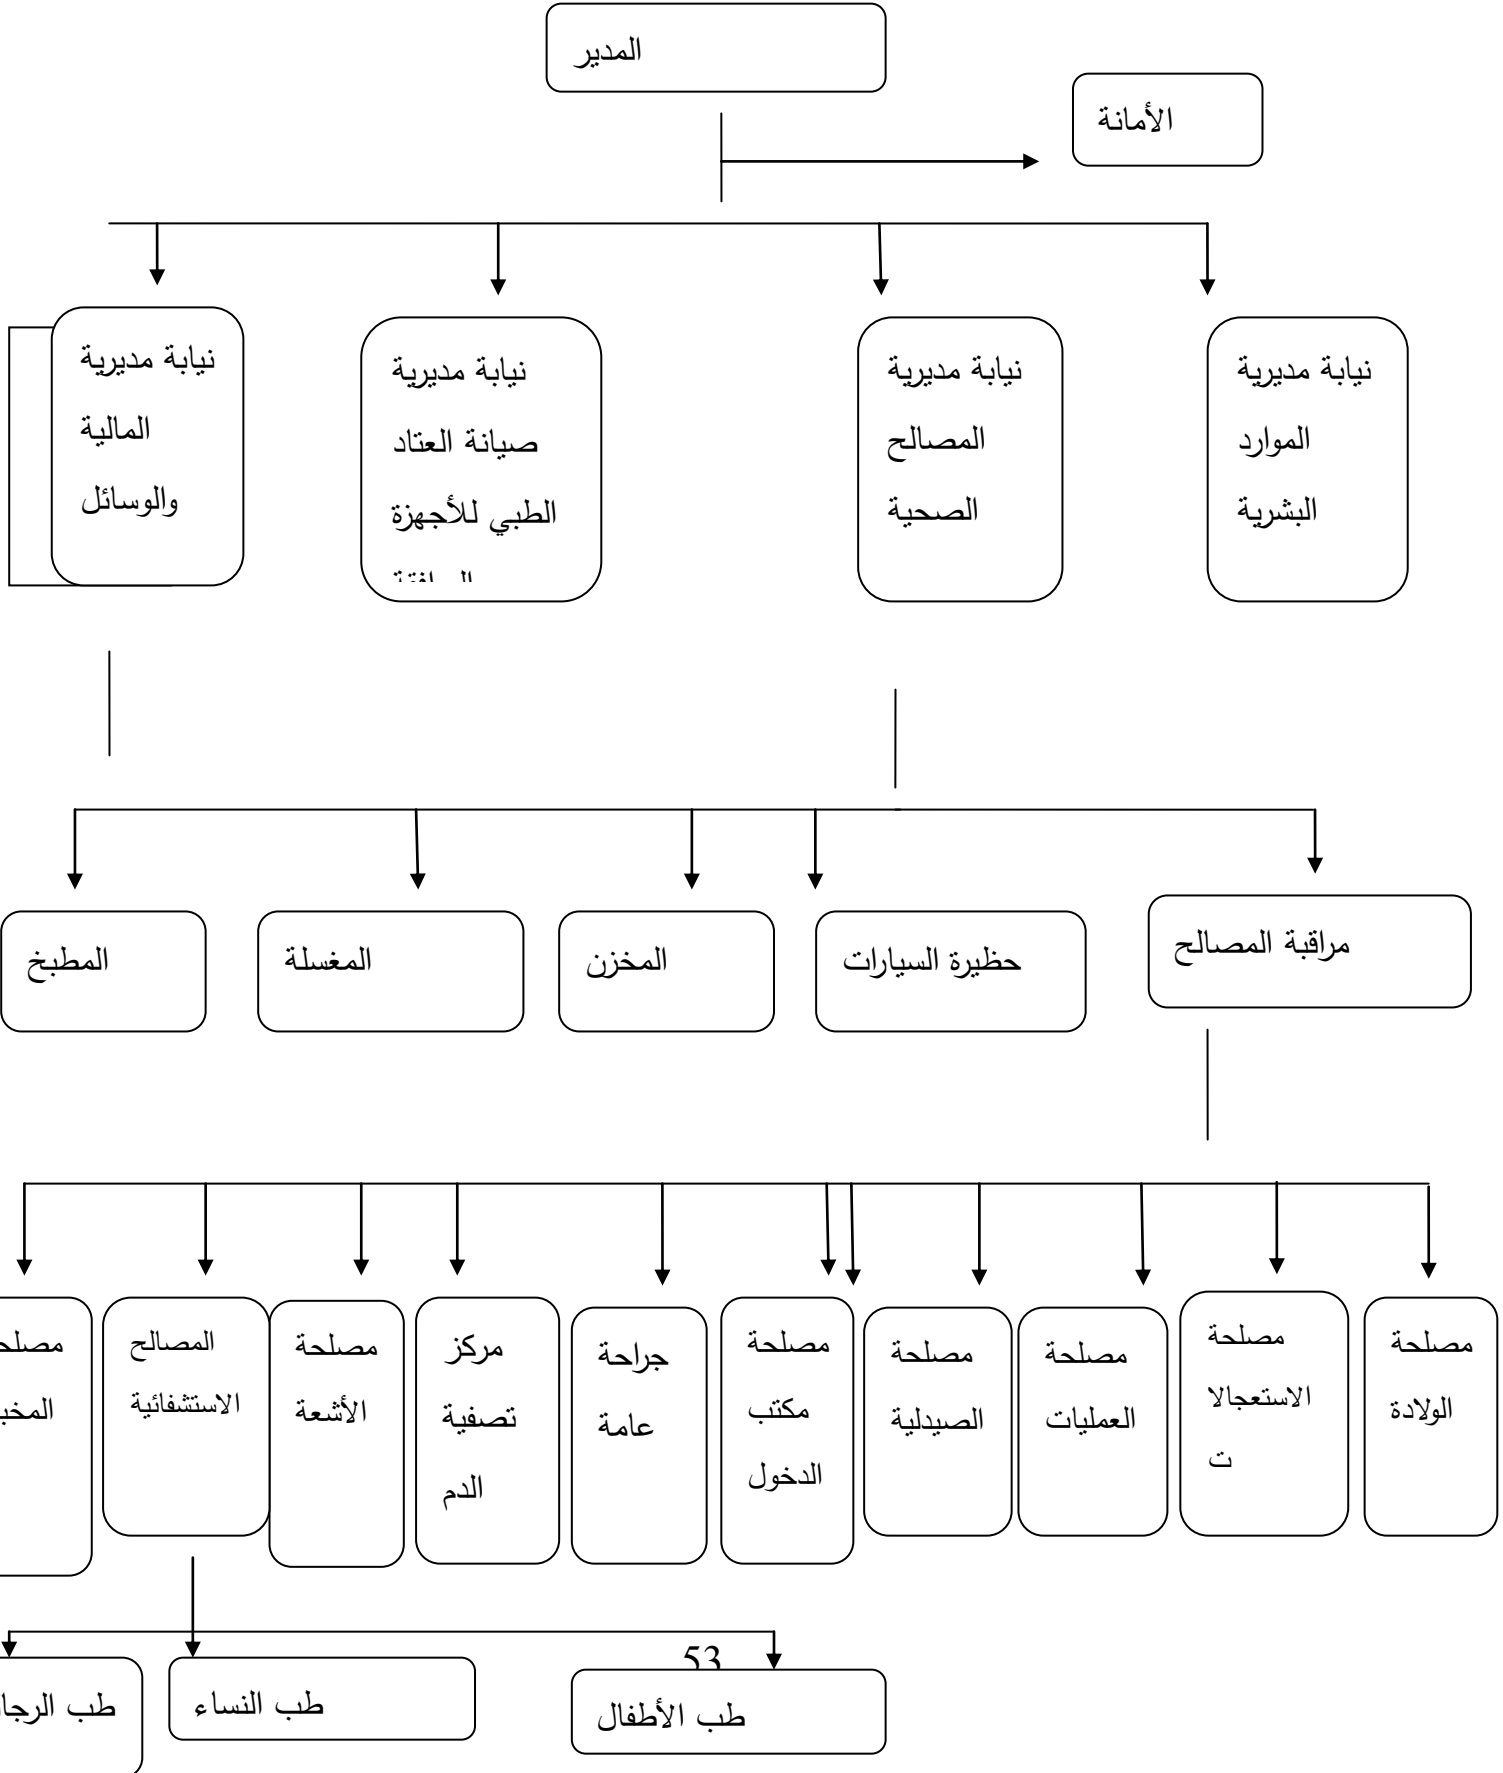 المدير
الأمانة
نيابة مديرية
الموارد
البشرية
نيابة مديرية
المصالح
الصحية
نيابة مديرية
صيانة العتاد
الطبي للأجهزة
نيابة مديرية
المالية
والوسائل
مراقبة المصالح
حظيرة السيارات
المخزن
المغسلة
المطبخ
مصلحة
الولادة
مصلحة
الاستعجالا
ت
مصلحة
العمليات
مصلحة
الصيدلية
مصلحة
مكتب
الدخول
جراحة
عامة
مركز
تصفية
الدم
مصلحة
الأشعة
المصالح
الاستشفائية
53
طب الأطفال
طب النساء
طب